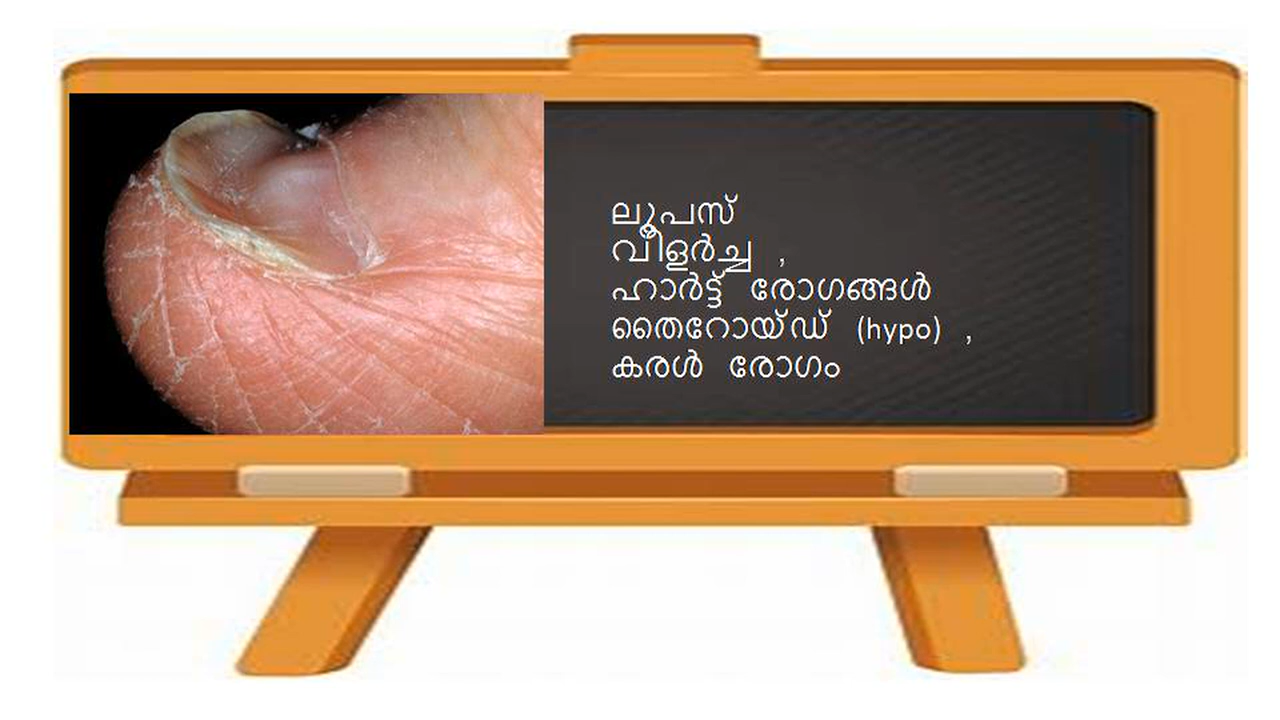 ലൂപസ്
വിളർച്ച ,
ഹാർട്ട് രോഗങ്ങൾ
തൈറോയ്ഡ് (hypo) ,
കരൾ രോഗം